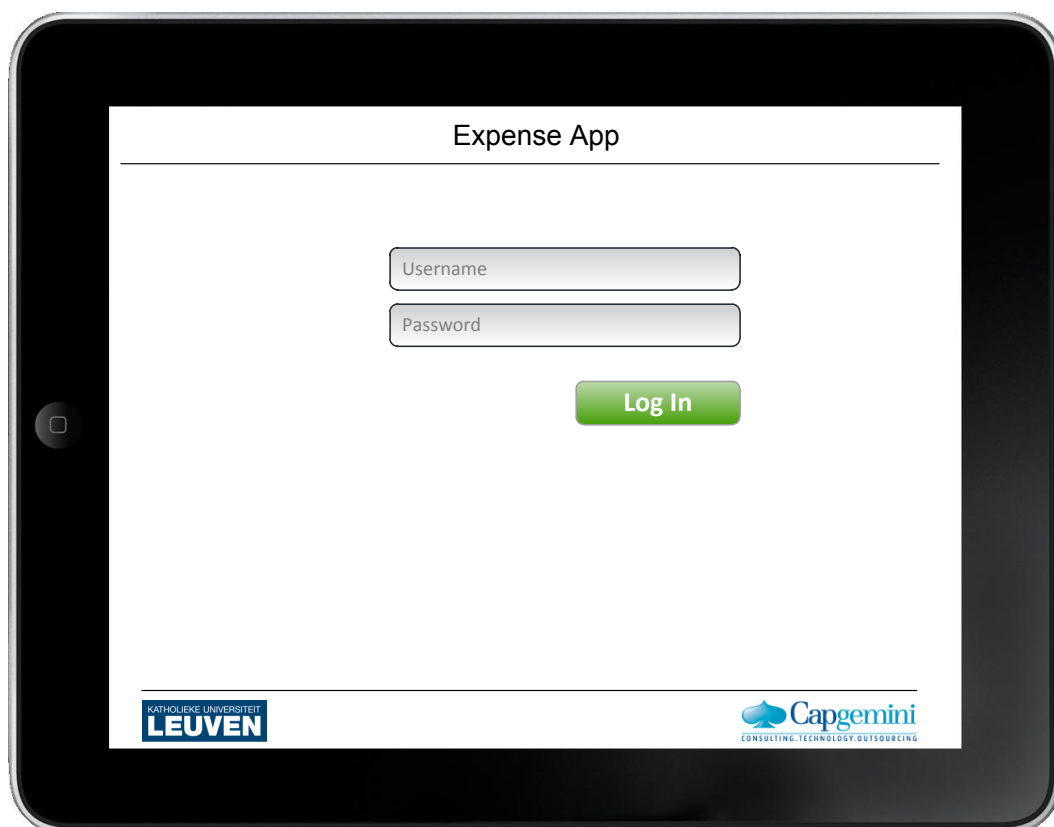 Expense App
Username
Password
Log In
KATHOLIEKE UNIVERSITEIT
LEUVEN
Capgemini
CONSULTING.TECHNOLOGY.OUTSOURCING